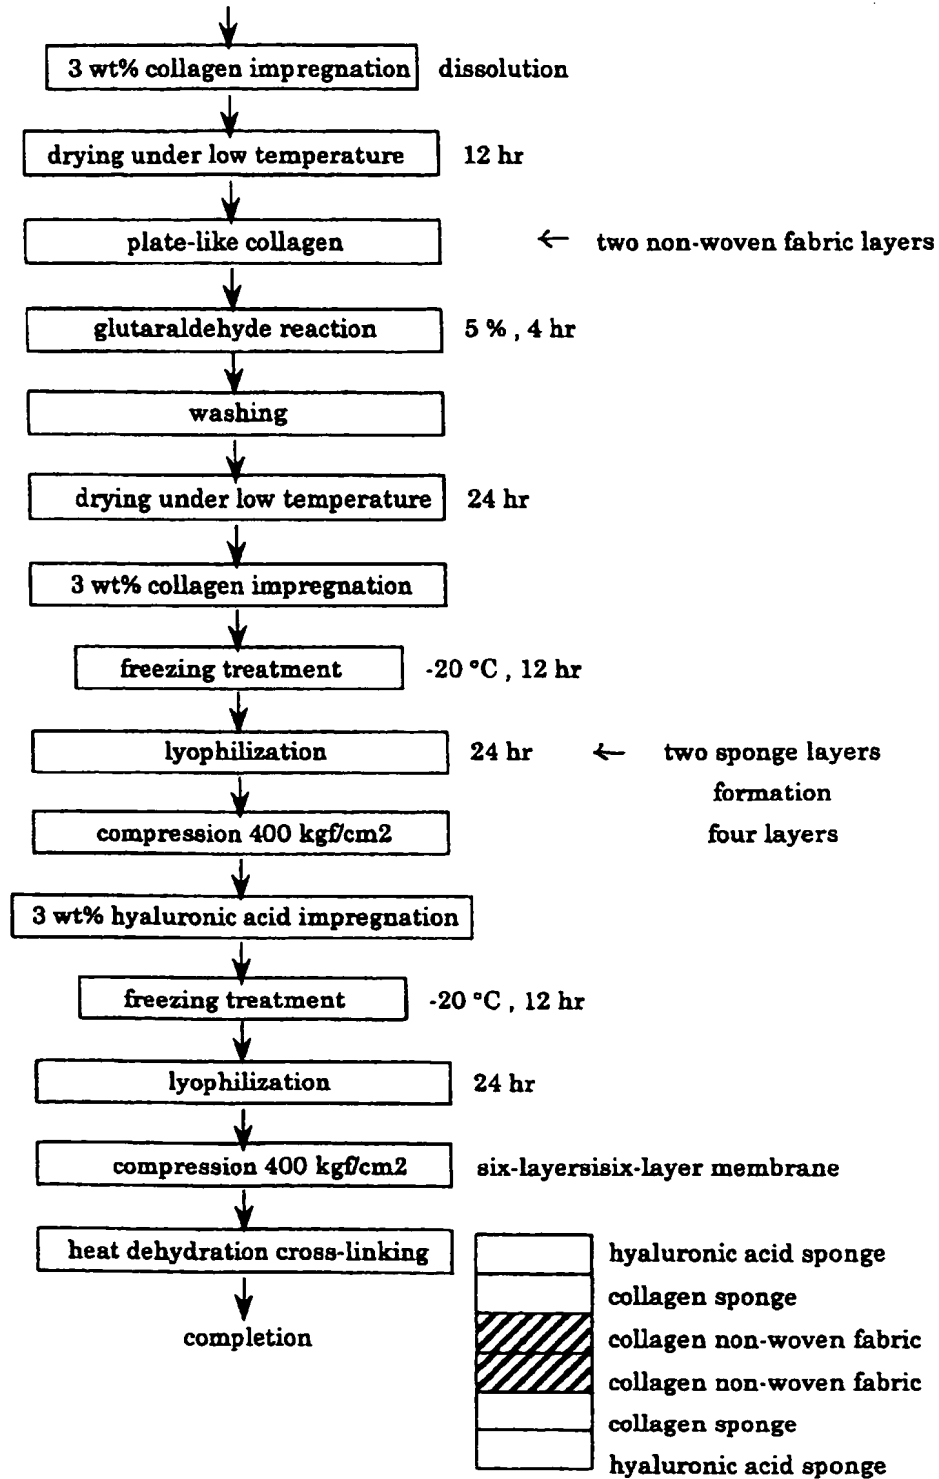 3 wt% collagen impregnation dissolution
drying under low temperature 12 hr
plate-like collagen ← two non-woven fabric layers
glutaraldehyde reaction 5 % , 4 hr
washing
drying under low temperature 24 hr
3 wt% collagen impregnation
freezing treatment -20 °C , 12 hr
lyophilization 24 hr ← two sponge layers
formation
compression 400 kgf/cm2 four layers
3 wt% hyaluronic acid impregnation
freezing treatment -20 °C , 12 hr
lyophilization 24 hr
compression 400 kgf/cm2 six-layersisix-layer membrane
heat dehydration cross-linking
completion
hyaluronic acid sponge
collagen sponge
collagen non-woven fabric
collagen non-woven fabric
collagen sponge
hyaluronic acid sponge